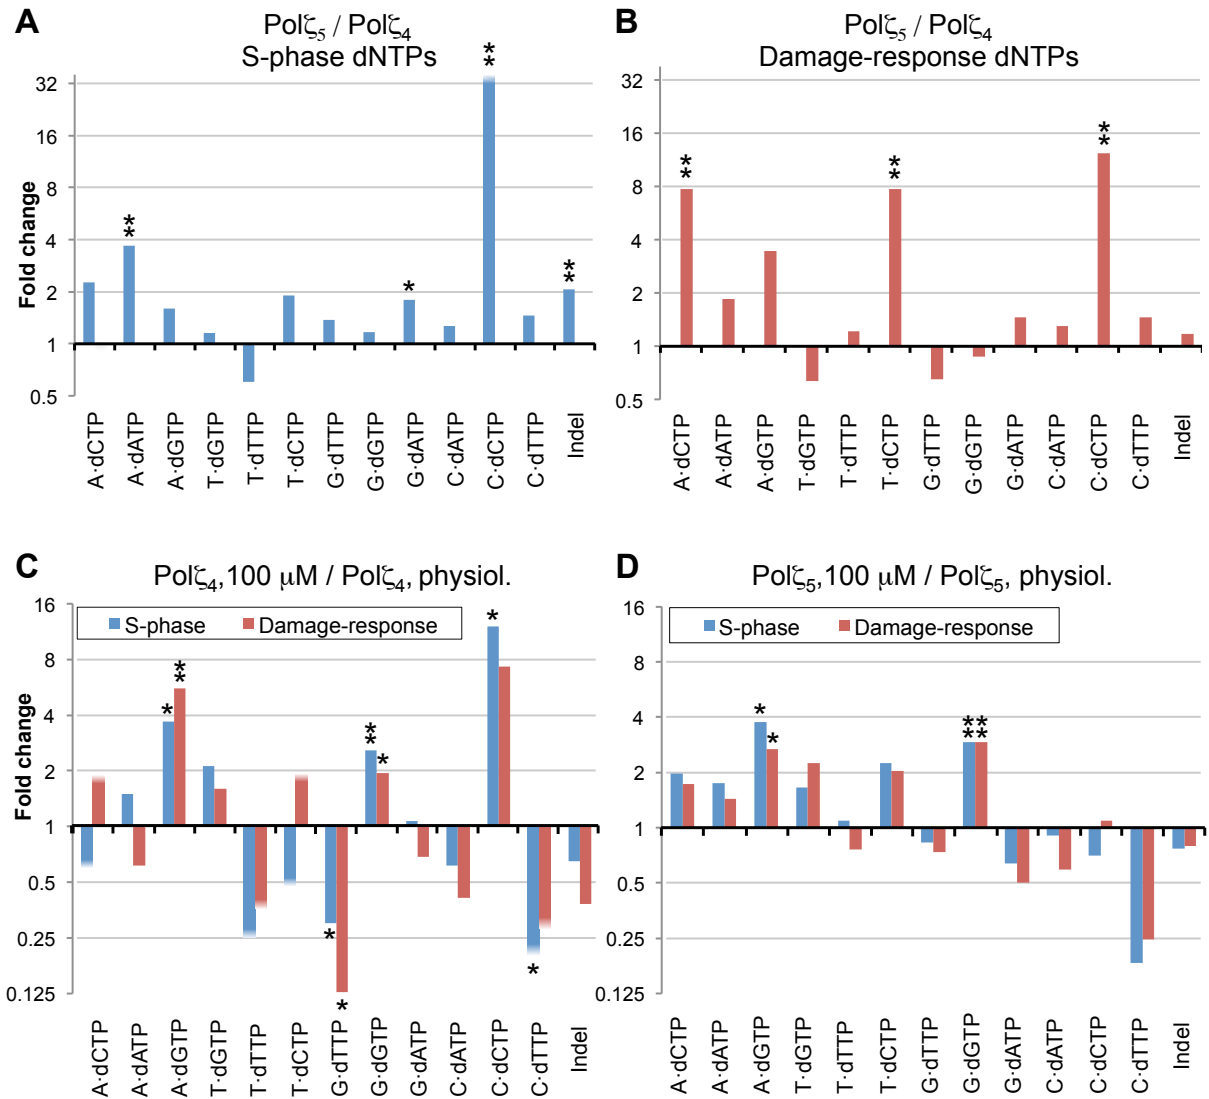 A
Polζ5 / Polζ4
S-phase dNTPs
Fold change
32
16
8
4
2
1
0.5
**
*
**
**
A·dCTP
A·dATP
A·dGTP
T·dGTP
T·dTTP
T·dCTP
G·dTTP
G·dGTP
G·dATP
C·dATP
C·dCTP
C·dTTP
Indel
B
Polζ5 / Polζ4
Damage-response dNTPs
32
16
8
4
2
1
0.5
**
**
**
A·dCTP
A·dATP
A·dGTP
T·dGTP
T·dTTP
T·dCTP
G·dTTP
G·dGTP
G·dATP
C·dATP
C·dCTP
C·dTTP
Indel
C
Polζ4,100 μM / Polζ4, physiol.
S-phase Damage-response
Fold change
16
8
4
2
1
0.5
0.25
0.125
*
**
*
*
**
*
*
*
A·dCTP
A·dATP
A·dGTP
T·dGTP
T·dTTP
T·dCTP
G·dTTP
G·dGTP
G·dATP
C·dATP
C·dCTP
C·dTTP
Indel
D
Polζ5,100 μM / Polζ5, physiol.
S-phase Damage-response
16
8
4
2
1
0.5
0.25
0.125
*
*
**
**
A·dCTP
A·dATP
A·dGTP
T·dGTP
T·dTTP
T·dCTP
G·dTTP
G·dGTP
G·dATP
C·dATP
C·dCTP
C·dTTP
Indel